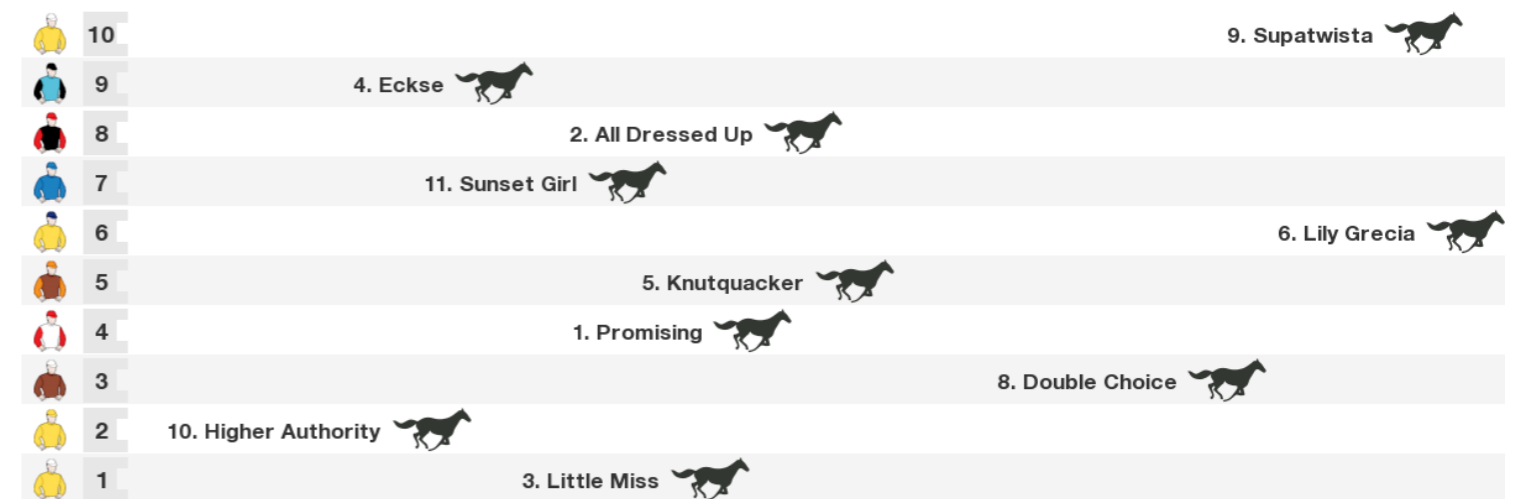 10 9. Supatwista
9 4. Eckse
8 2. All Dressed Up
7 11. Sunset Girl
6 6. Lily Grecia
5 5. Knutquacker
4 1. Promising
3 8. Double Choice
2 10. Higher Authority
1 3. Little Miss